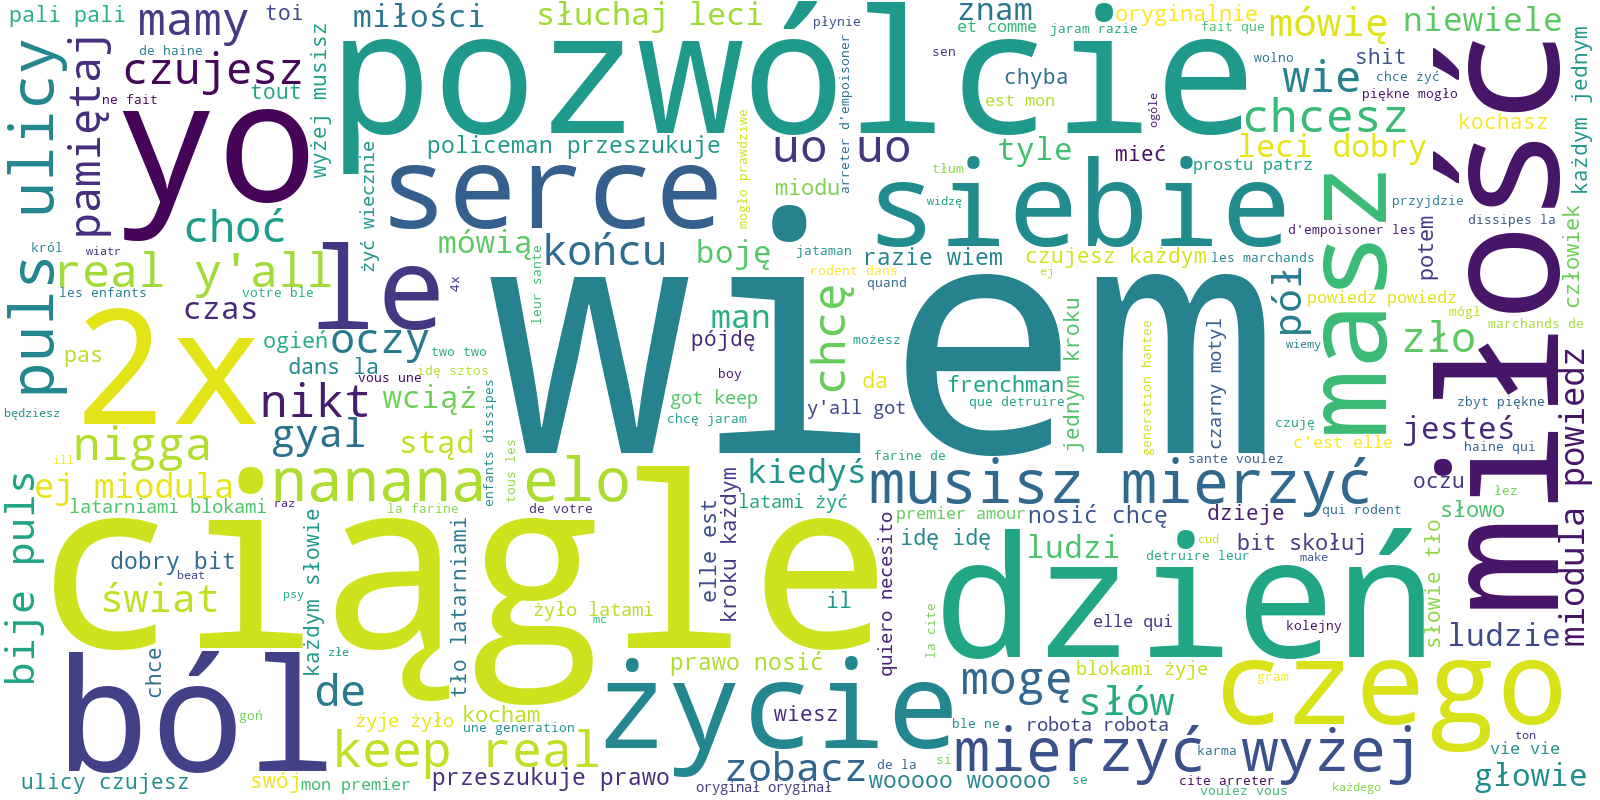 pali pali
mamy
toi
miłości
słuchaj leci
płynie
znam
oryginalnie
mówię
niewiele
de haine
czujesz
tout
ne fait
wyżej musisz
pozwólcie
et comme
jaram razie
fait que
sen
chyba
wolno
wie
shit
chce żyć
piękne mogło
est mon
chcesz
kochasz
każdym jednym
puls ulicy
pamiętaj
yo
policeman przeszukuje
uo uo
arreter d'empoisoner
tyle
mieć
ogóle
leci dobry
prostu patrz
choć
żyć wiecznie
serce
miodu
mogło prawdziwe
tłum
widzę
siebie
masz
przyjdzie
dissipes la
miłość
król
wiatr
real y'all
le
mówią
końcu
boję
jataman
razie wiem
czujesz każdym
d'empoisoner les
les marchands
potem
człowiek
les enfants
votre ble
4x
leur sante
rodent dans
quand
ej
pół
powiedz powiedz
mógł
czas
2x
ogień
oczy
man
pójdę
chcę
możesz
wiem
jednym kroku
generation hantee
czarny motyl
wiemy
zło
marchands de
pas
dans la
two two
vous une
idę sztos
boy
da
frenchman
będziesz
nikt
wciąż
got keep
chcę jaram
y'all got
que detruire
zbyt piękne
nigga
gyal
stąd
enfants dissipes
tous les
czuję
c'est elle
jesteś
haine qui
ill
ej miodula
nanana elo
kiedyś
farine de
musisz mierzyć
sante voulez
oczu
łez
latarniami blokami
raz
la farine
de votre
latami żyć
premier amour
nosić chcę
dzieje
qui rodent
słowo
miodula powiedz
bije puls
dobry bit
beat
każdym słowie
tło latarniami
ciągle
elle est
kroku każdym
quiero necesito
idę idę
ludzi
cud
detruire leur
bit skołuj
make
słowie tło
świat
psy
żyło latami
mc
il
la cite
dzień
elle qui
kolejny
ludzie
ból
chce
złe
de
prawo nosić
życie
mogę
blokami żyje
gram
czego
goń
żyje żyło
kocham
une generation
wiesz
ble ne
słów
robota robota
ton
vie vie
keep real
zobacz
de la
si
mierzyć wyżej
karma
głowie
ulicy czujesz
swój
mon premier
przeszukuje prawo
oryginał oryginał
wooooo wooooo
se
cite arreter
voulez vous
każdego